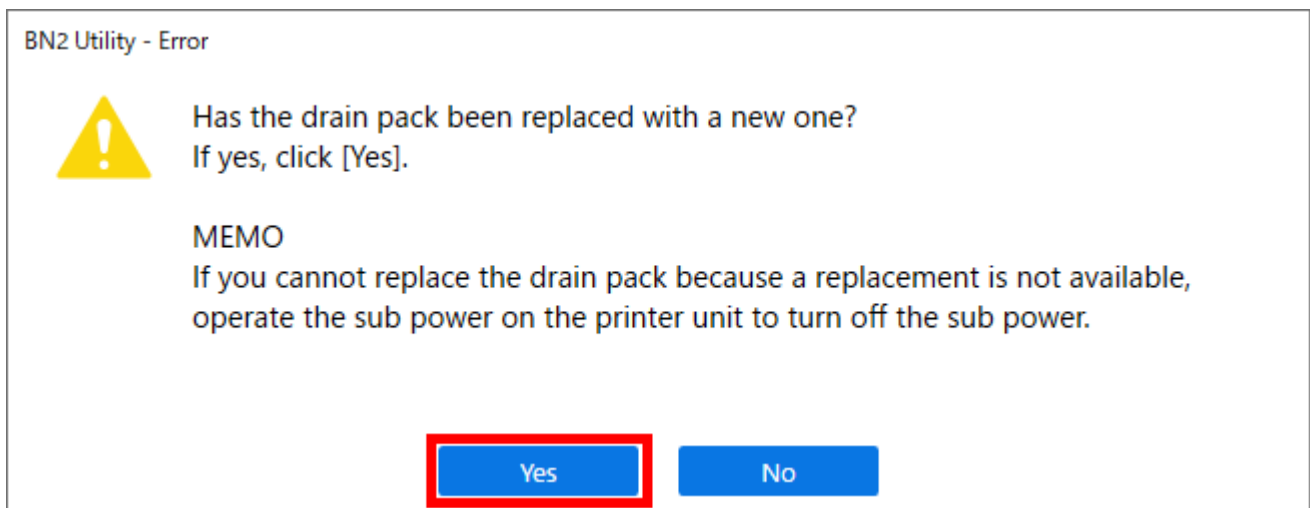 BN2 Utility - Error
Has the drain pack been replaced with a new one?
If yes, click [Yes].
MEMO
If you cannot replace the drain pack because a replacement is not available,
operate the sub power on the printer unit to turn off the sub power.
Yes
No